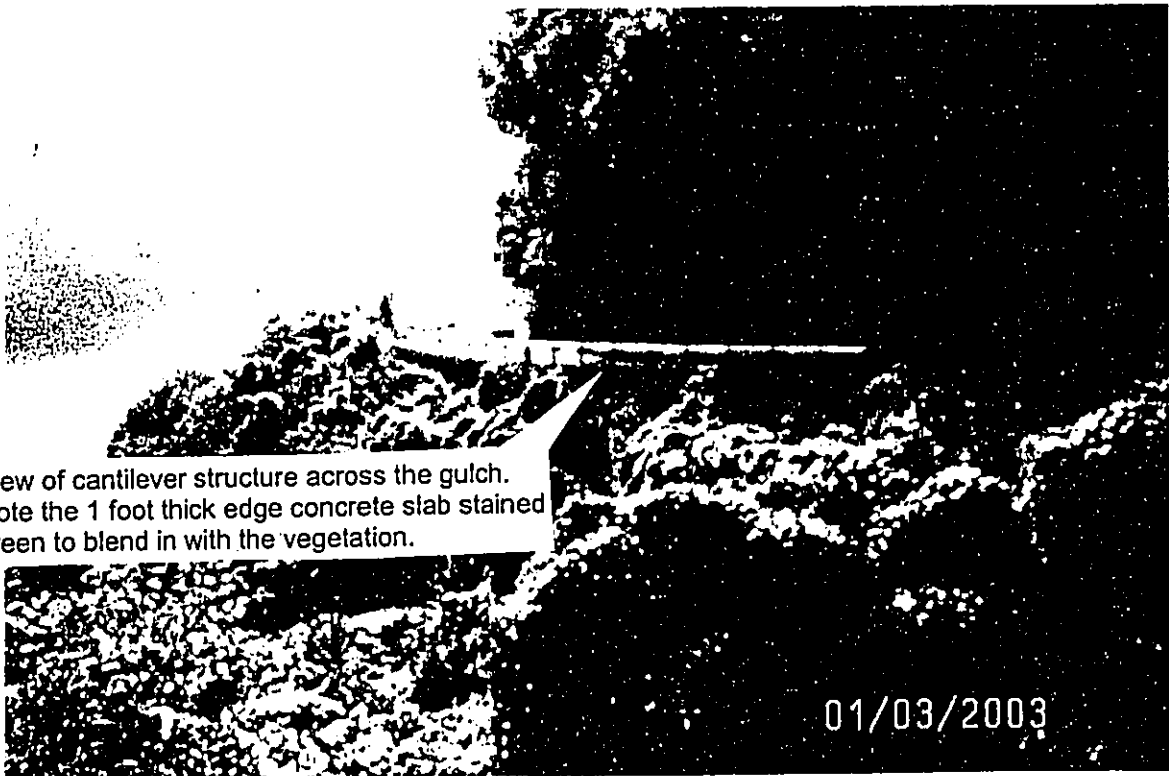 ew of cantilever structure across the gulch.
ote the 1 foot thick edge concrete slab stained
een to blend in with the vegetation.
01/03/2003